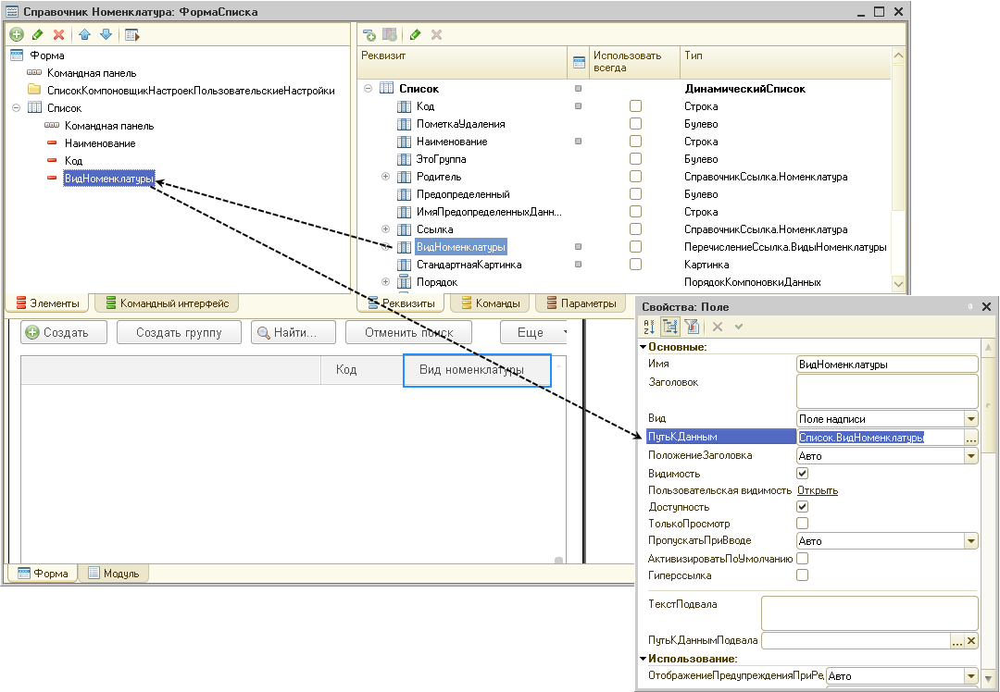 Справочник Номенклатура: ФормаСписка
Форма
Командная панель
СписокКомпоновщикНастроекПользовательскиеНастройки
Список
Командная панель
Наименование
Код
ВидНоменклатуры
Элементы
Командный интерфейс
Реквизит
Использовать
всегда
Тип
Список ДинамическийСписок
Код Строка
ПометкаУдаления Булево
Наименование Строка
ЭтоГруппа Булево
Родитель СправочникСсылка.Номенклатура
Предопределенный Булево
ИмяПредопределенныхДанн... Строка
Ссылка СправочникСсылка.Номенклатура
ВидНоменклатуры ПеречислениеСсылка.ВидыНоменклатуры
СтандартнаяКартинка Картинка
Порядок ПорядокКомпоновкиДанных
Реквизиты
Команды
Параметры
Создать
Создать группу
Найти...
Отменить поиск
Еще
Код
Вид номенклатуры
Форма
Модуль
Свойства: Поле
Основные:
Имя ВидНоменклатуры
Заголовок
Вид Поле надписи
ПутьКДанным Список.ВидНоменклатуры ...
ПоложениеЗаголовка Авто
Видимость
Пользовательская видимость Открыть
Доступность
ТолькоПросмотр
ПропускатьПриВводе Авто
АктивизироватьПоУмолчанию
Гиперссылка
ТекстПодвала
ПутьКДаннымПодвала ...
Использование:
ОтображениеПредупрежденияПриРе, Авто